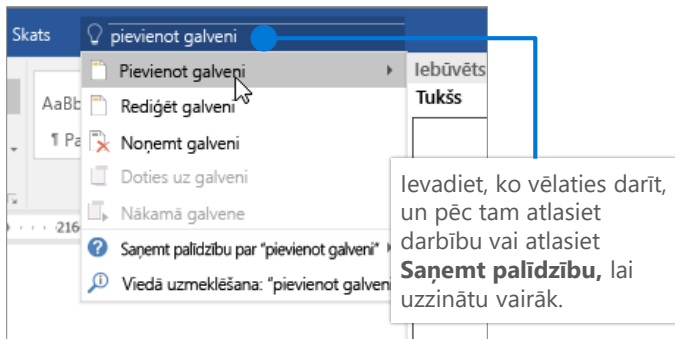 Skats
pievienot galveni
Pievienot galveni
Iebūvēts
Tukšs
AaBb
Rediģēt galveni
¶ Pa
Noņemt galveni
Doties uz galveni
Nākamā galvene
216
Saņemt palīdzību par "pievienot galveni"
Viedā uzmeklēšana: "pievienot galveni
Ievadiet, ko vēlaties darīt,
un pēc tam atlasiet
darbību vai atlasiet
Saņemt palīdzību, lai
uzzinātu vairāk.